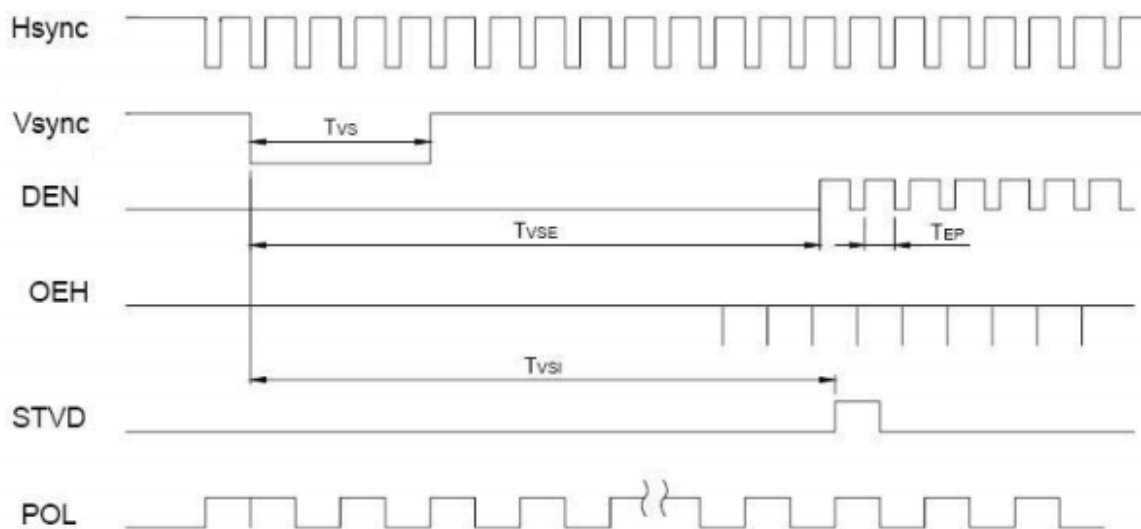 Hsync
Vsync
TVS
DEN
TVSE
TEP
OEH
TVSI
STVD
POL